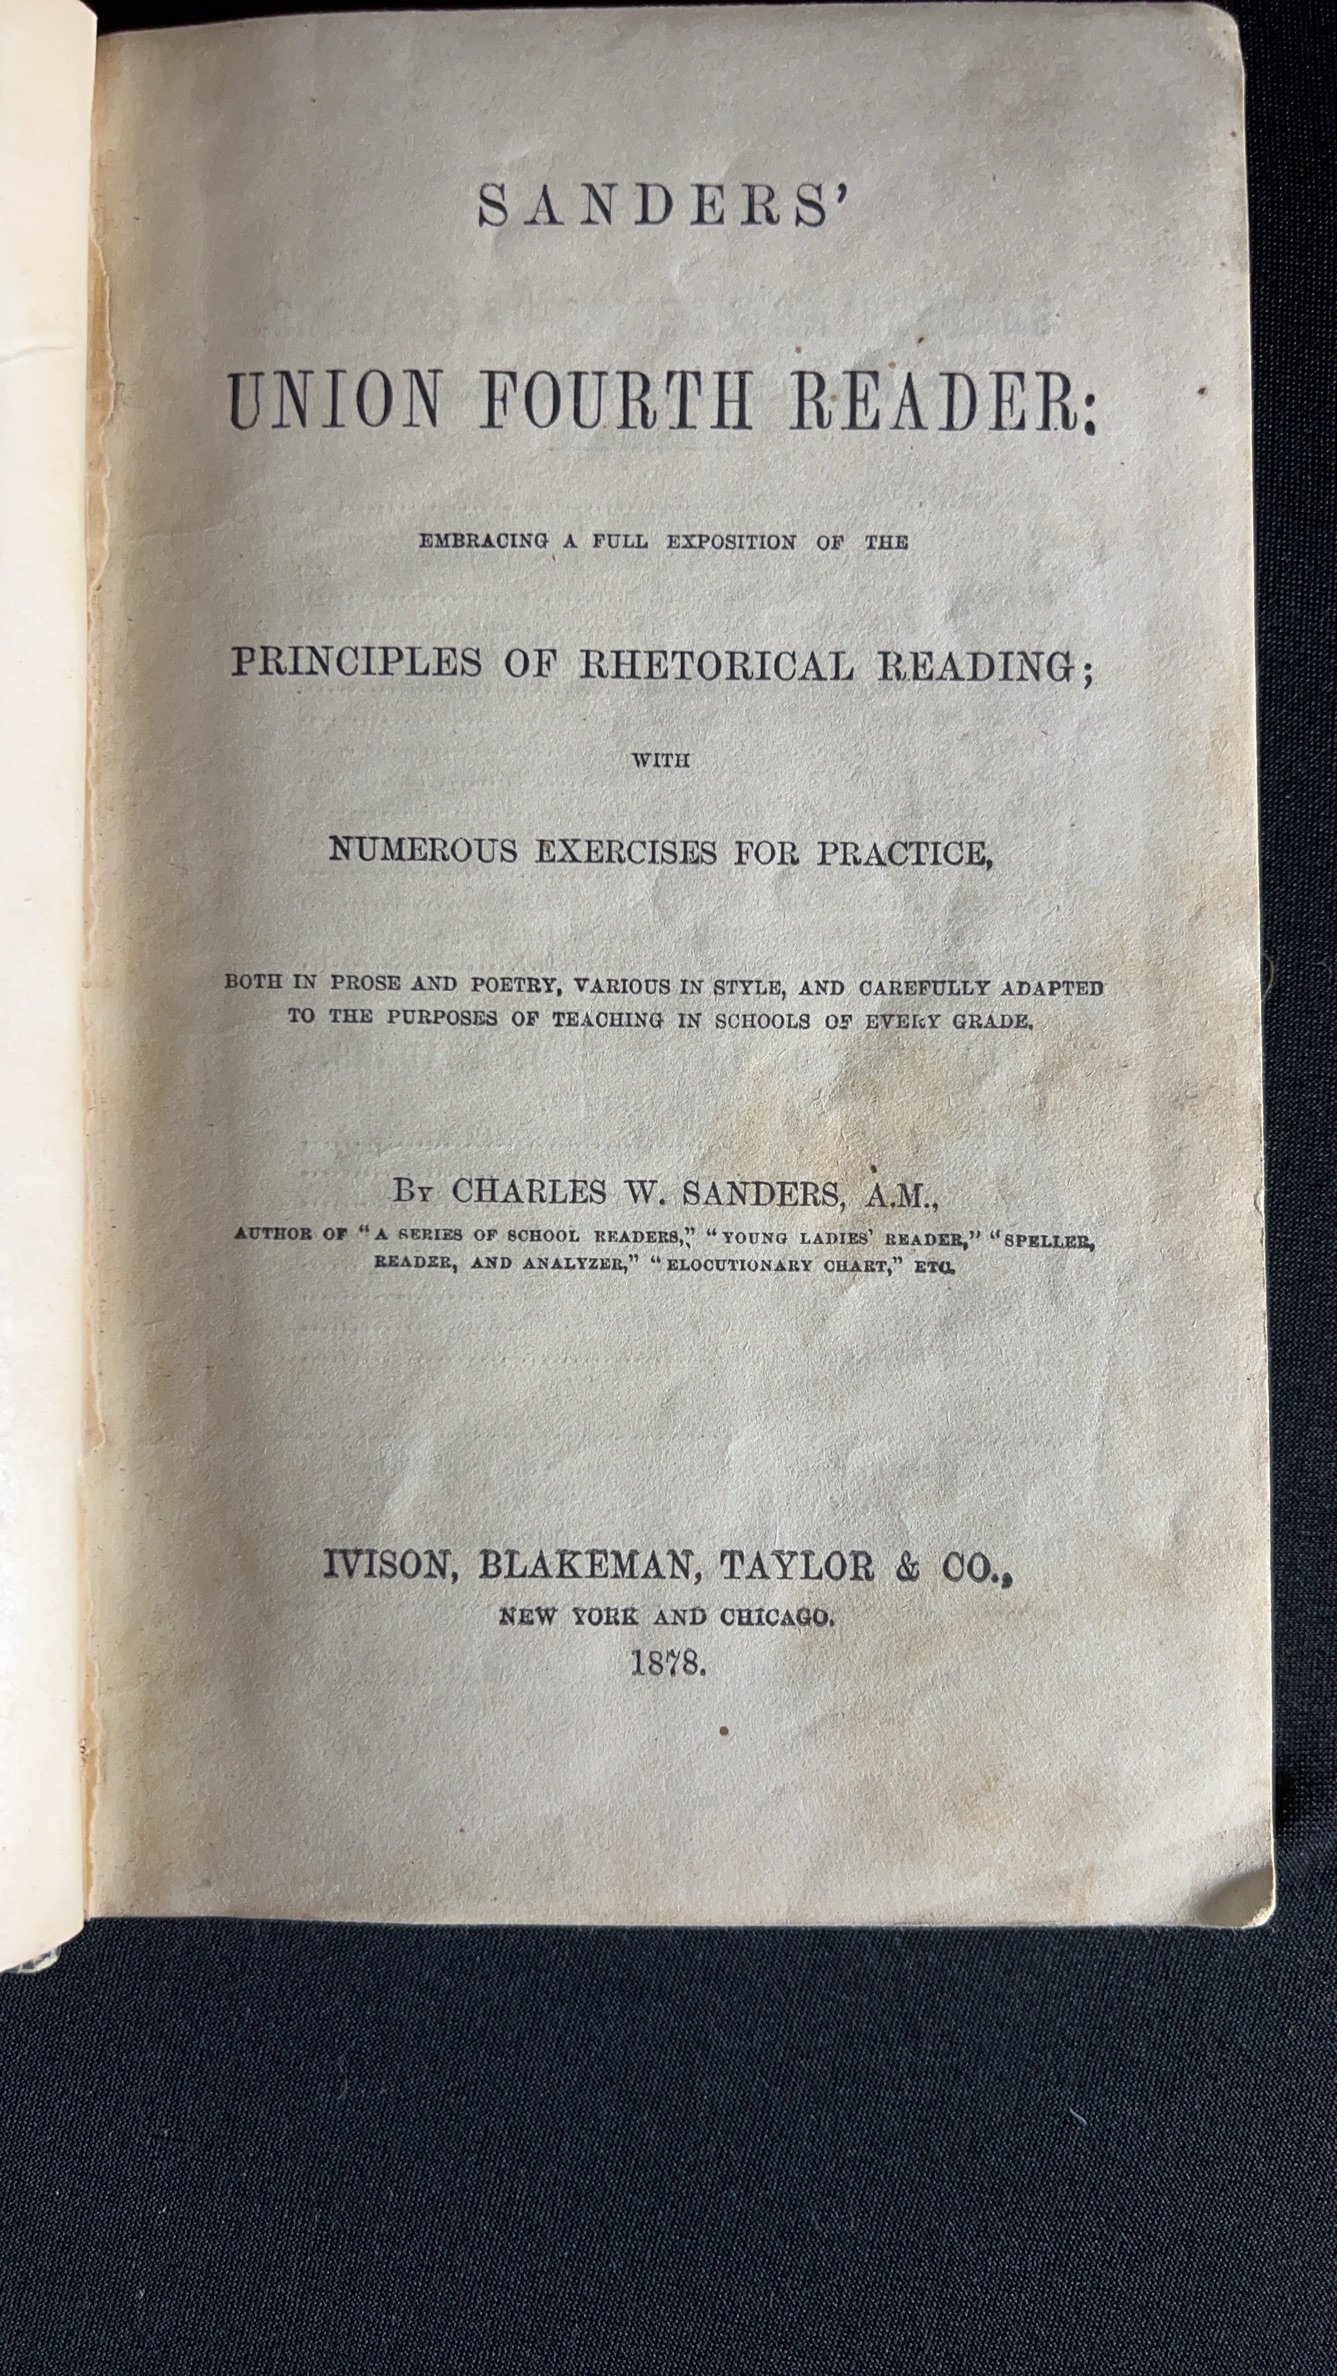 SANDERS'
UNION FOURTH READER:
EMBRACING A FULL EXPOSITION OF THE
PRINCIPLES OF RHETORICAL READING;
WITH
NUMEROUS EXERCISES FOR PRACTICE,
BOTH IN PROSE AND POETRY, VARIOUS IN STYLE, AND CAREFULLY ADAPTED
TO THE PURPOSES OF TEACHING IN SCHOOLS OF EVERY GRADE.
By CHARLES W. SANDERS, A.M.,
AUTHOR OF "A SERIES OF SCHOOL READERS," "YOUNG LADIES' READER," "SPELLER,
READER, AND ANALYZER," "ELOCUTIONARY CHART," ETC.
IVISON, BLAKEMAN, TAYLOR & CO.,
NEW YORK AND CHICAGO.
1878.